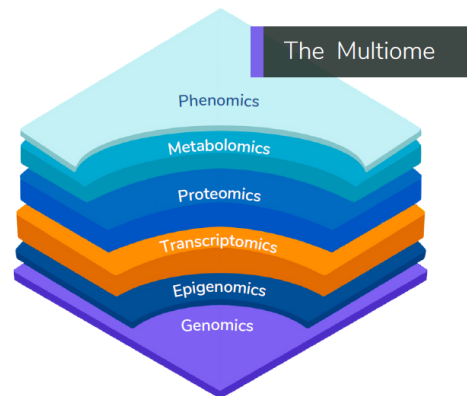 The Multiome
Phenomics
Metabolomics
Proteomics
Transcriptomics
Epigenomics
Genomics